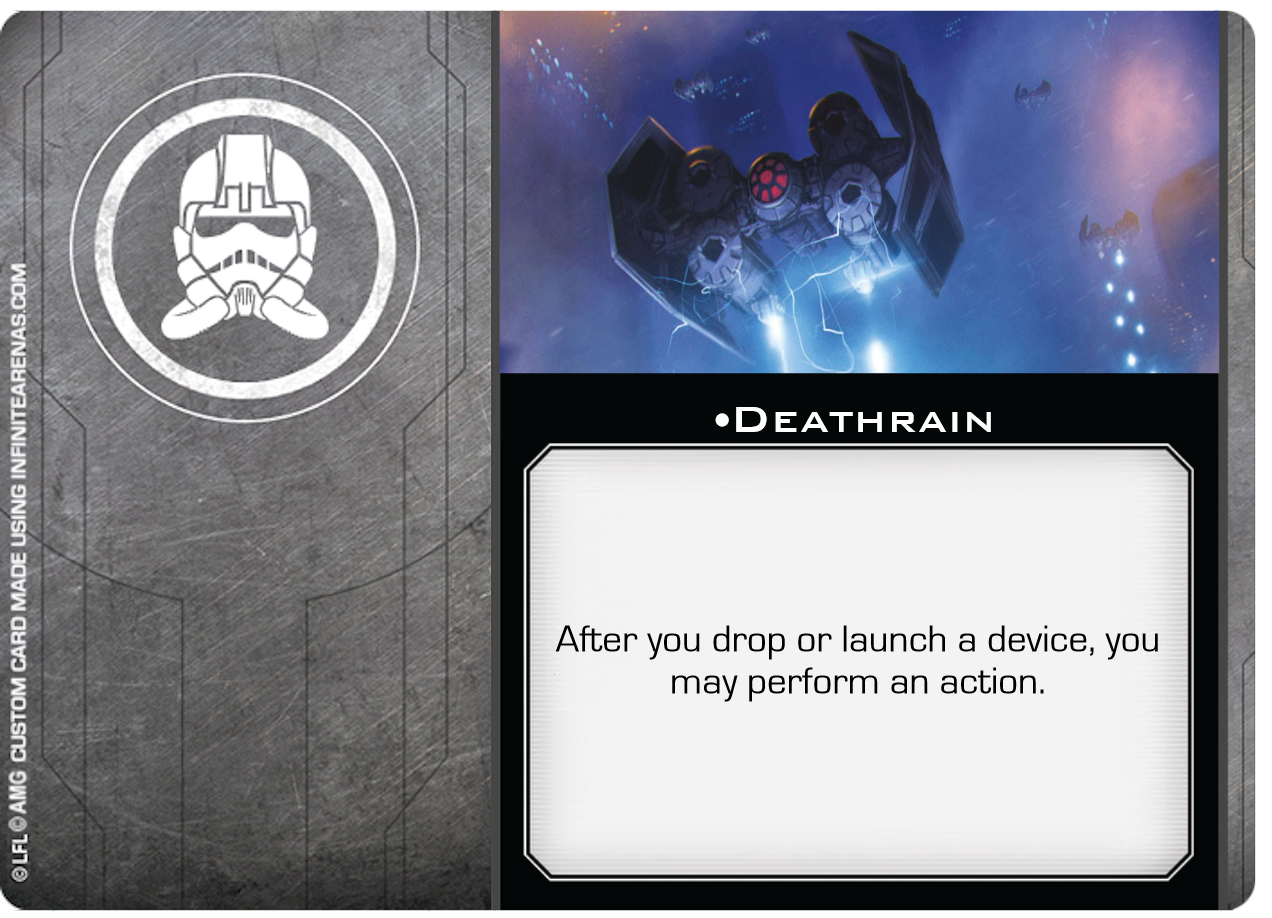 •Deathrain
After you drop or launch a device, you
may perform an action.
©LFL ©AMG CUSTOM CARD MADE USING INFINITEARENAS.COM